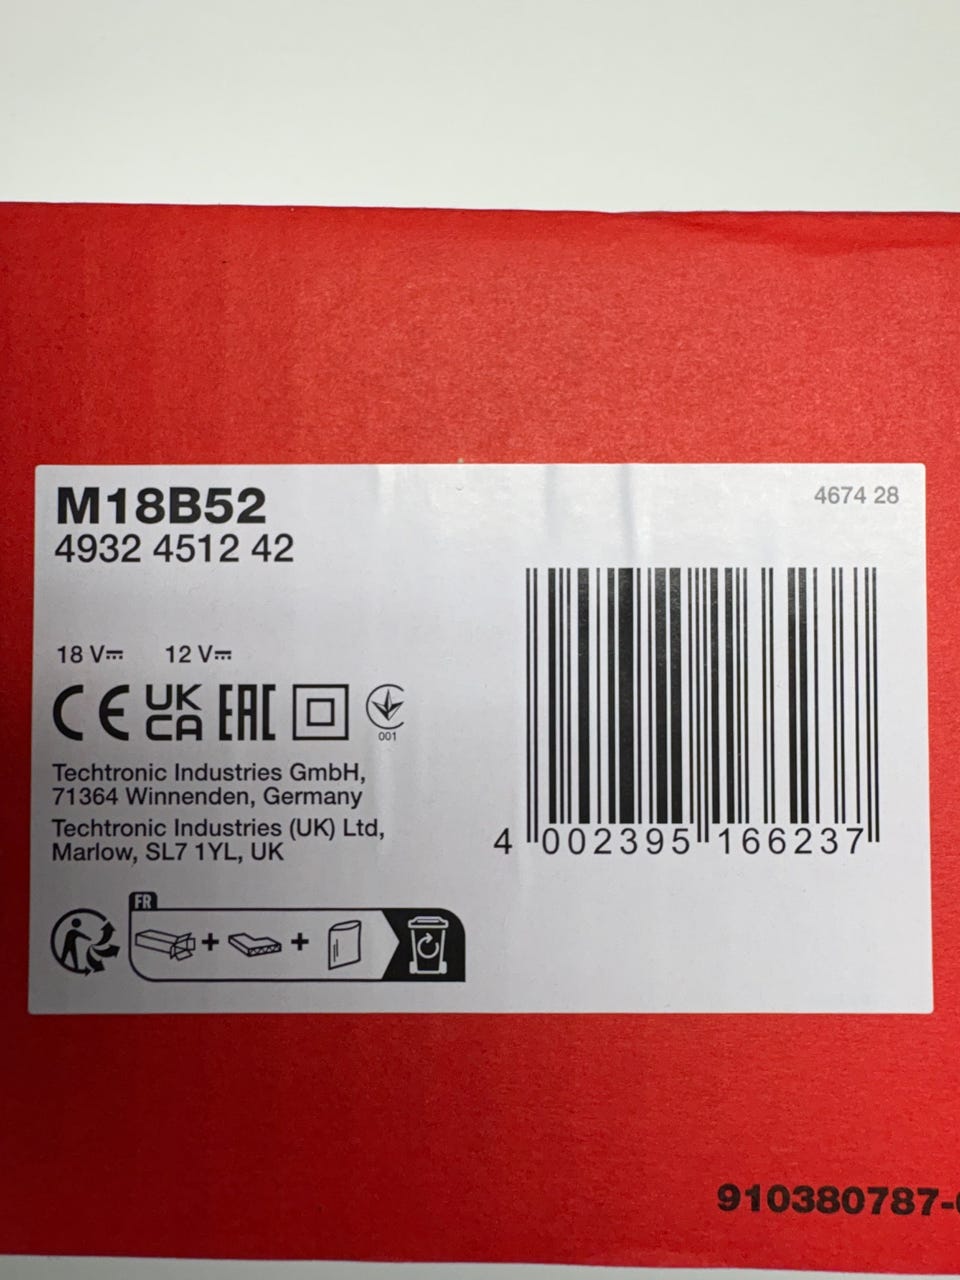 M18B52
4932 4512 42
4674 28
18 V⎓ 12 V⎓
CE UK CA EAC
001
Techtronic Industries GmbH,
71364 Winnenden, Germany
Techtronic Industries (UK) Ltd,
Marlow, SL7 1YL, UK
4 002395 166237
FR
910380787-